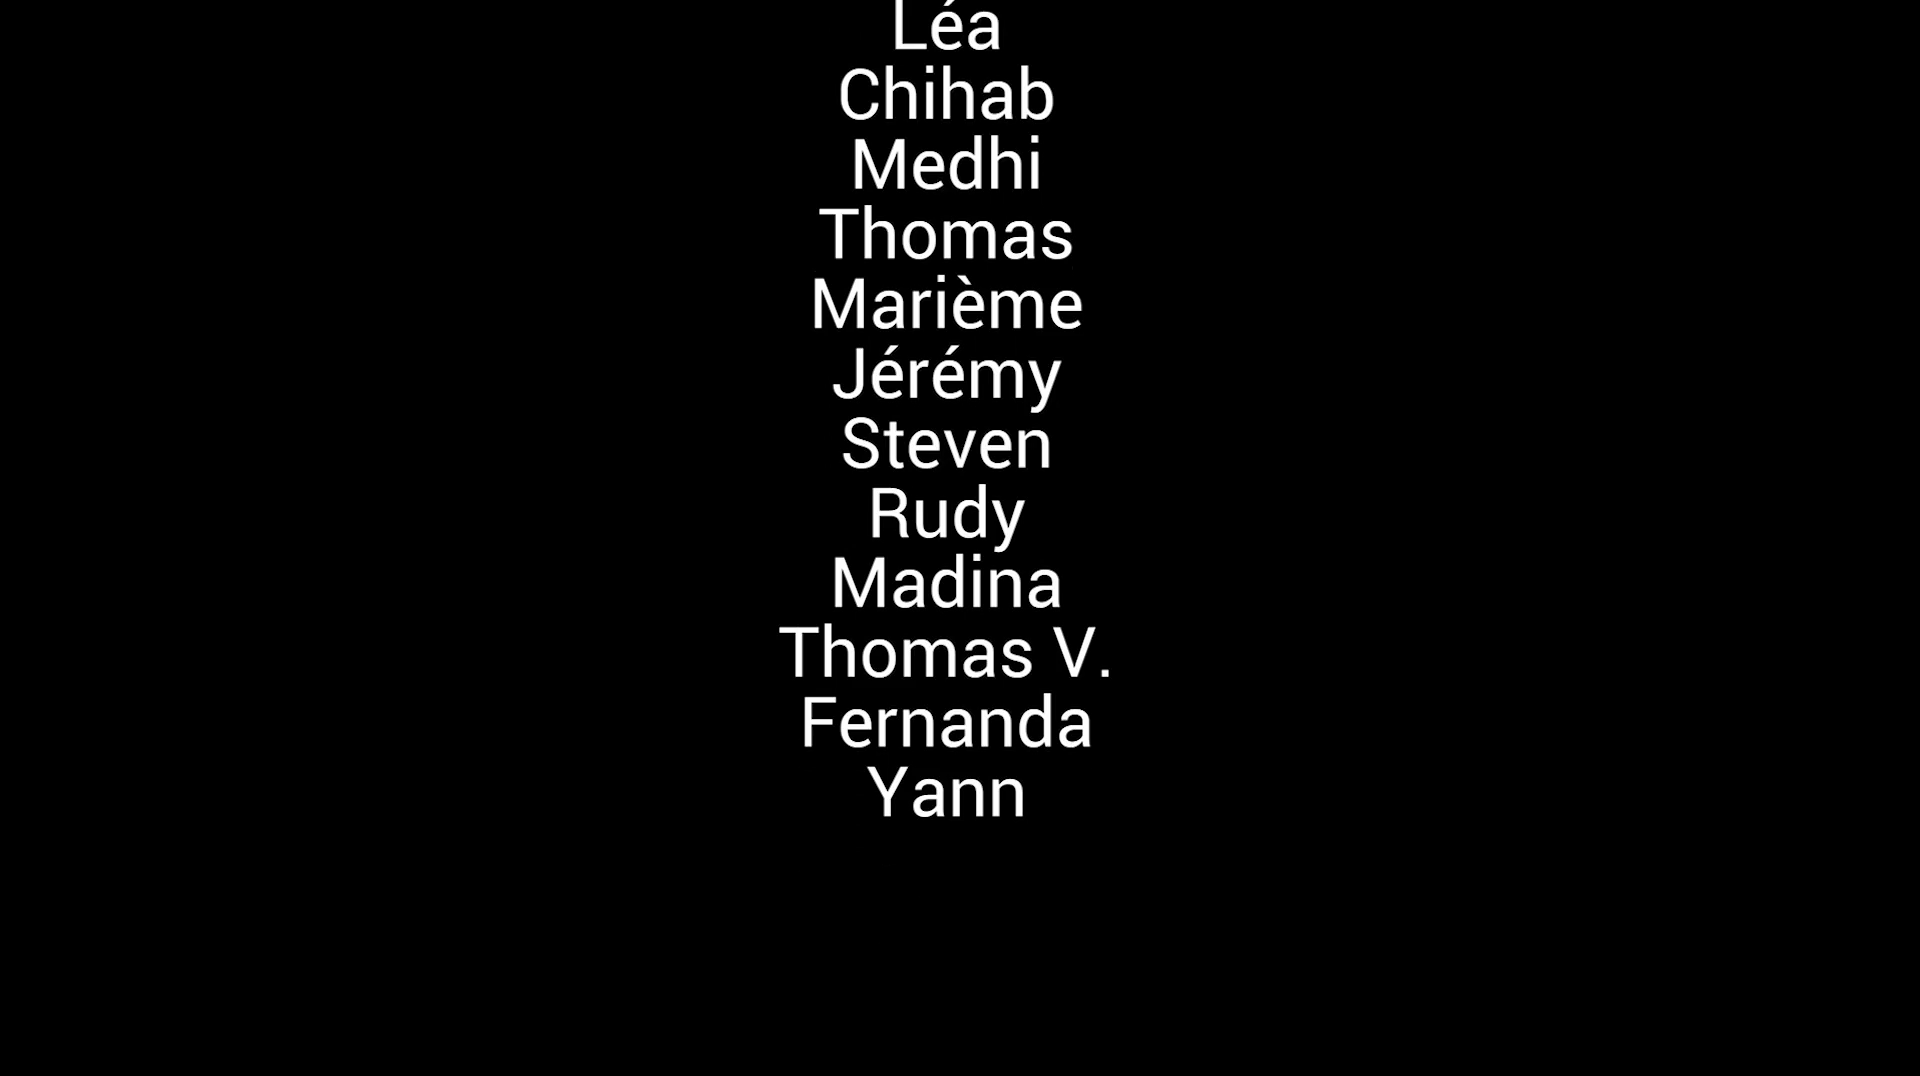 Léa
Chihab
Medhi
Thomas
Marième
Jérémy
Steven
Rudy
Madina
Thomas V.
Fernanda
Yann